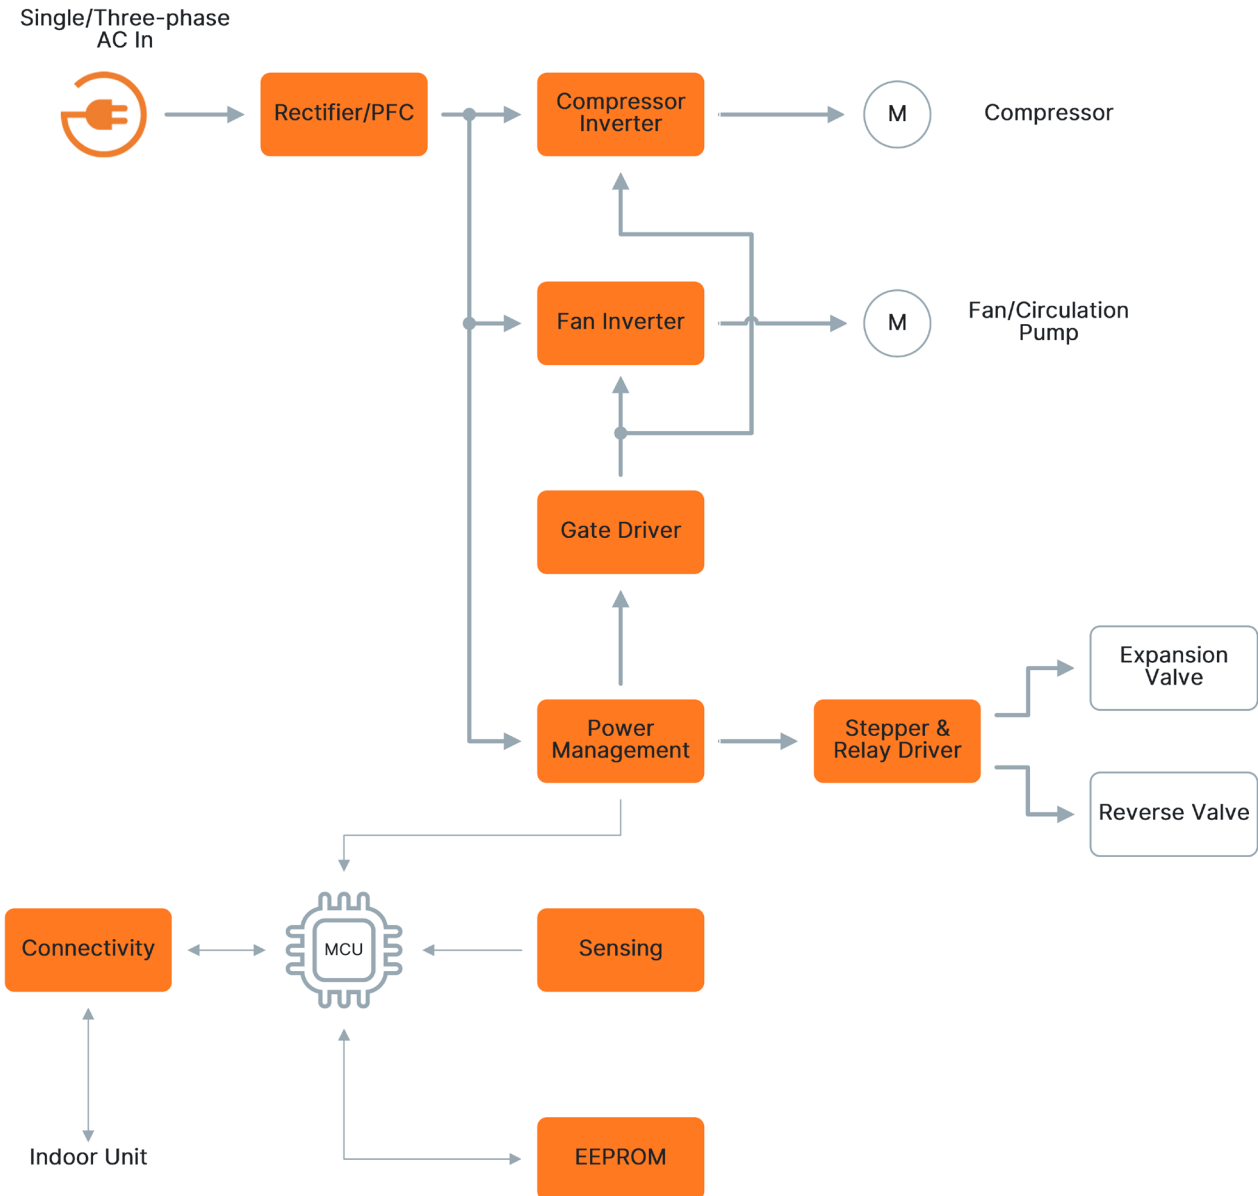 Single/Three-phase
AC In
Rectifier/PFC
Compressor
Inverter
M
Compressor
Fan Inverter
M
Fan/Circulation
Pump
Gate Driver
Expansion
Valve
Power
Management
Stepper &
Relay Driver
Reverse Valve
Connectivity
MCU
Sensing
Indoor Unit
EEPROM